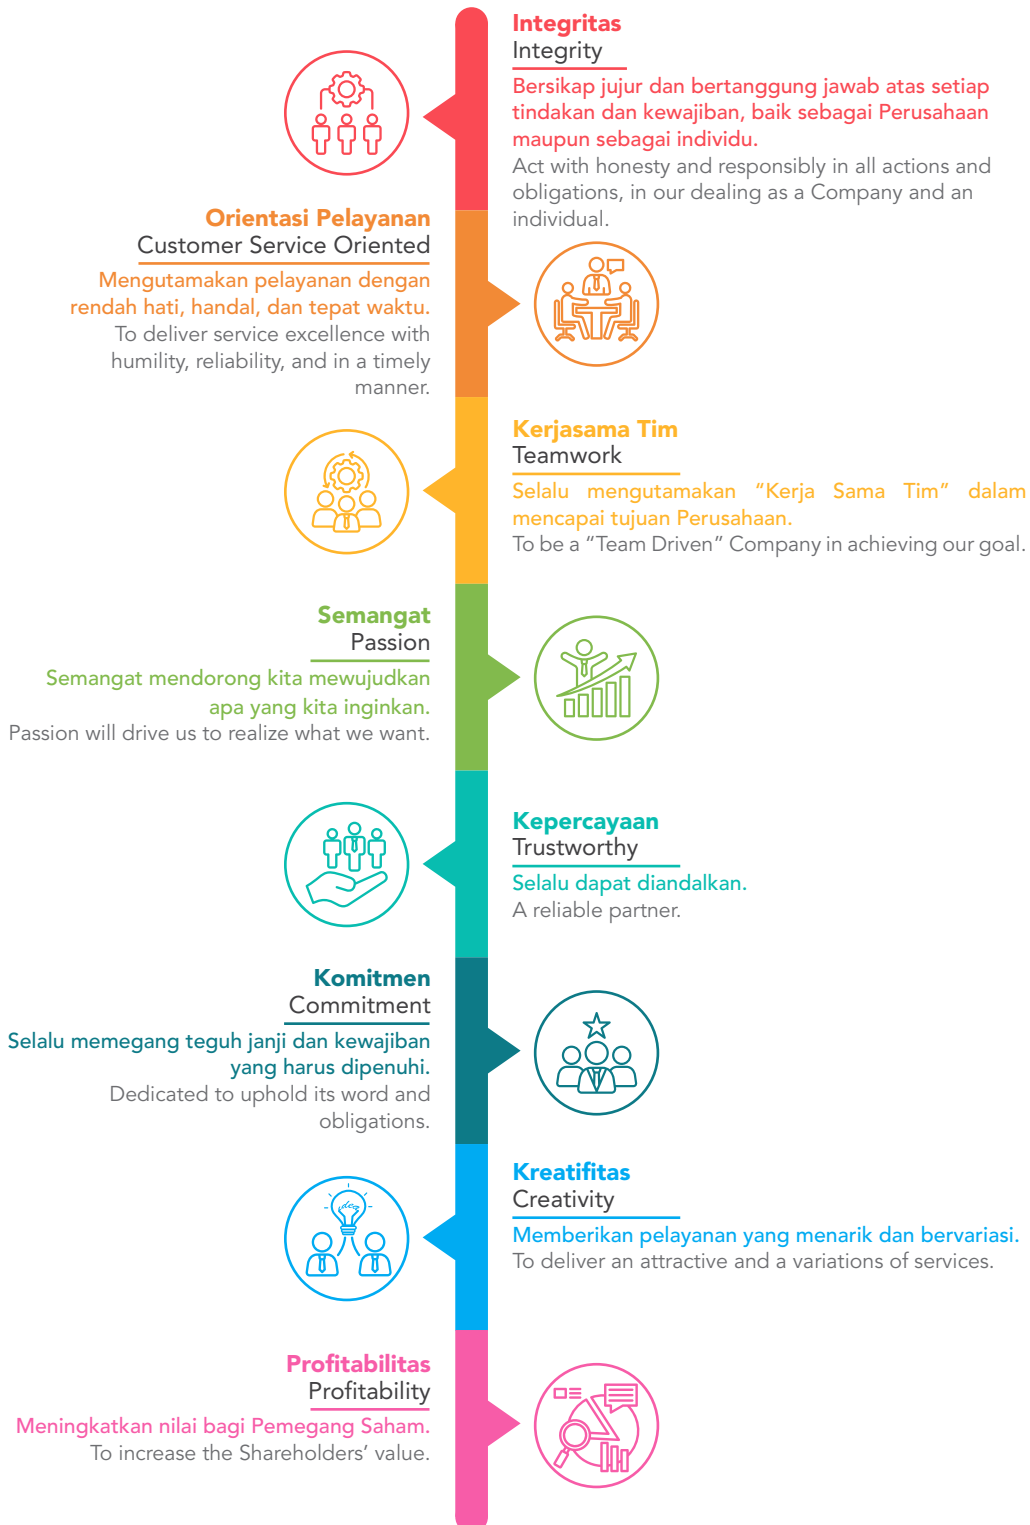 Integritas
Integrity
Bersikap jujur dan bertanggung jawab atas setiap
tindakan dan kewajiban, baik sebagai Perusahaan
maupun sebagai individu.
Act with honesty and responsibly in all actions and
obligations, in our dealing as a Company and an
individual.
Orientasi Pelayanan
Customer Service Oriented
Mengutamakan pelayanan dengan
rendah hati, handal, dan tepat waktu.
To deliver service excellence with
humility, reliability, and in a timely
manner.
Kerjasama Tim
Teamwork
Selalu mengutamakan “Kerja Sama Tim” dalam
mencapai tujuan Perusahaan.
To be a “Team Driven” Company in achieving our goal.
Semangat
Passion
Semangat mendorong kita mewujudkan
apa yang kita inginkan.
Passion will drive us to realize what we want.
Kepercayaan
Trustworthy
Selalu dapat diandalkan.
A reliable partner.
Komitmen
Commitment
Selalu memegang teguh janji dan kewajiban
yang harus dipenuhi.
Dedicated to uphold its word and
obligations.
Kreatifitas
Creativity
Memberikan pelayanan yang menarik dan bervariasi.
To deliver an attractive and a variations of services.
idea
Profitabilitas
Profitability
Meningkatkan nilai bagi Pemegang Saham.
To increase the Shareholders’ value.